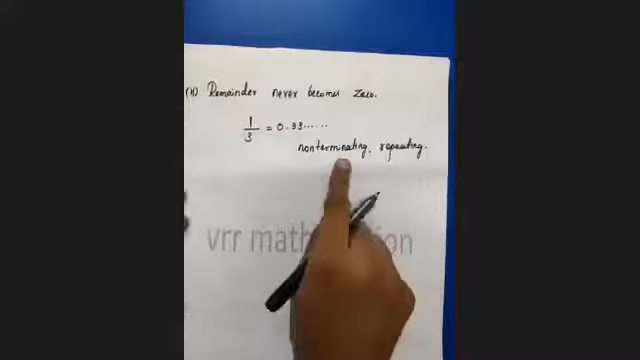 (ii) Remainder never becomes zero.
1/3 = 0.33......
nonterminating, repeating.
vrr math